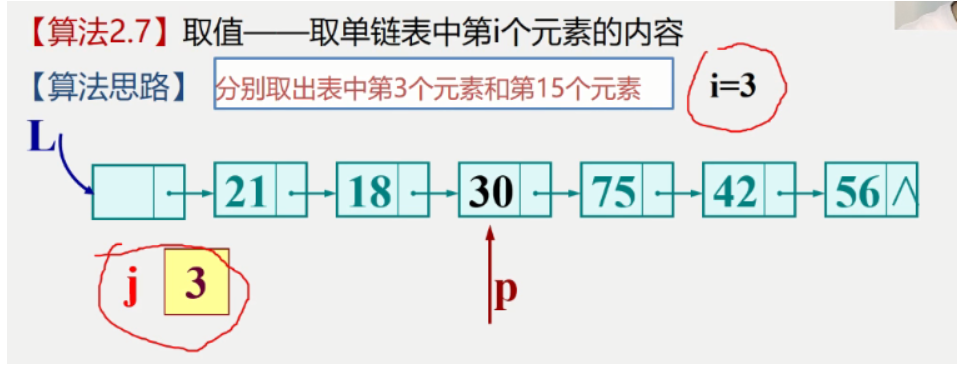 【算法2.7】取值——取单链表中第i个元素的内容
【算法思路】 分别取出表中第3个元素和第15个元素 i=3
L
21 18 30 75 42 56 ∧
j 3 p